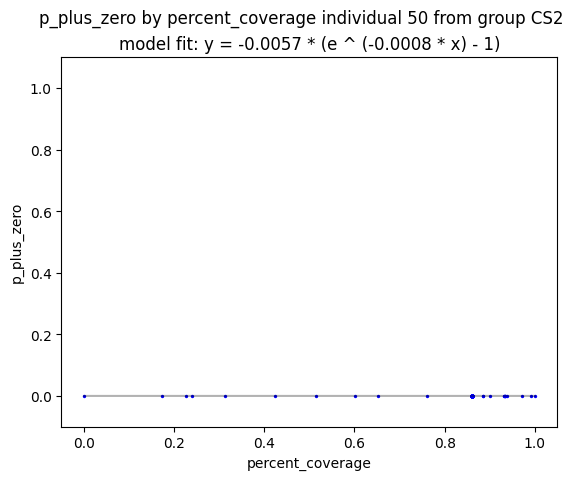 p_plus_zero by percent_coverage individual 50 from group CS2
model fit: y = -0.0057 * (e ^ (-0.0008 * x) - 1)
1.0
0.8
0.6
0.4
0.2
0.0
p_plus_zero
0.0 0.2 0.4 0.6 0.8 1.0
percent_coverage